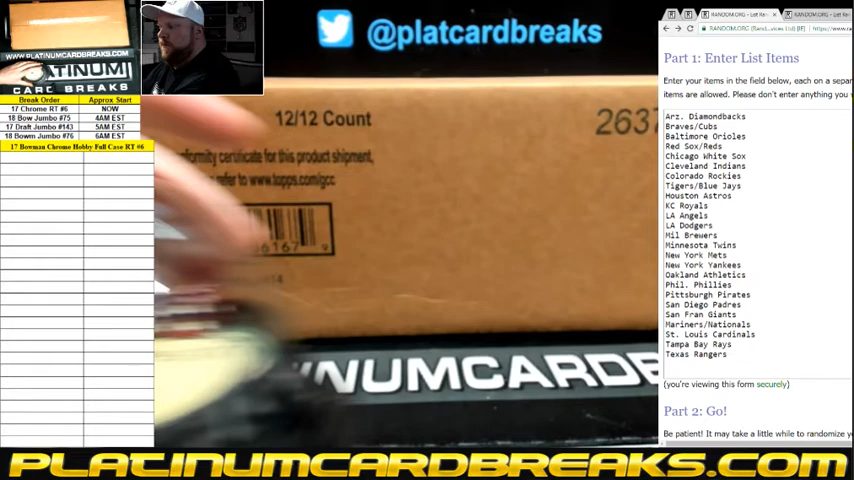 WWW.PLATINUMCARDBREAKS.COM
CARD BREAKS
Break Order Approx Start
17 Chrome RT #6 NOW
18 Bow Jumbo #75 4AM EST
17 Draft Jumbo #143 5AM EST
18 Bowm Jumbo #76 6AM EST
17 Bowman Chrome Hobby Full Case RT #6
@platcardbreaks
12/12 Count
2637
conformity certificate for this product shipment,
refer to www.topps.com/gcc
6167 9
NUMCARDB
RANDOM.ORG
Part 1: Enter List Items
Enter your items in the field below, each on a separ
items are allowed. Please don't enter anything you
Arz. Diamondbacks
Braves/Cubs
Baltimore Orioles
Red Sox/Reds
Chicago White Sox
Cleveland Indians
Colorado Rockies
Tigers/Blue Jays
Houston Astros
KC Royals
LA Angels
LA Dodgers
Mil Brewers
Minnesota Twins
New York Mets
New York Yankees
Oakland Athletics
Phil. Phillies
Pittsburgh Pirates
San Diego Padres
San Fran Giants
Mariners/Nationals
St. Louis Cardinals
Tampa Bay Rays
Texas Rangers
(you're viewing this form securely)
Part 2: Go!
Be patient! It may take a little while to randomize y
PLATINUMCARDBREAKS.COM